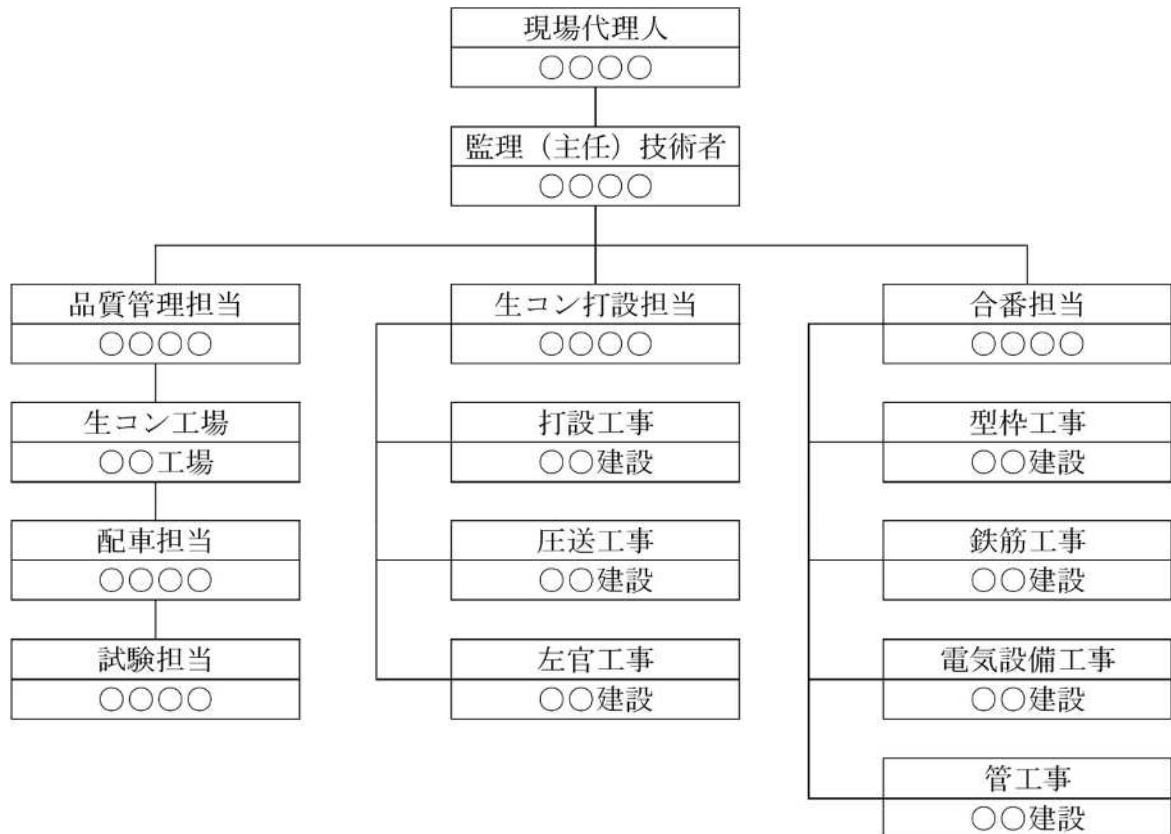 現場代理人
○○○○
監理（主任）技術者
○○○○
品質管理担当
○○○○
生コン工場
○○工場
配車担当
○○○○
試験担当
○○○○
生コン打設担当
○○○○
打設工事
○○建設
圧送工事
○○建設
左官工事
○○建設
合番担当
○○○○
型枠工事
○○建設
鉄筋工事
○○建設
電気設備工事
○○建設
管工事
○○建設